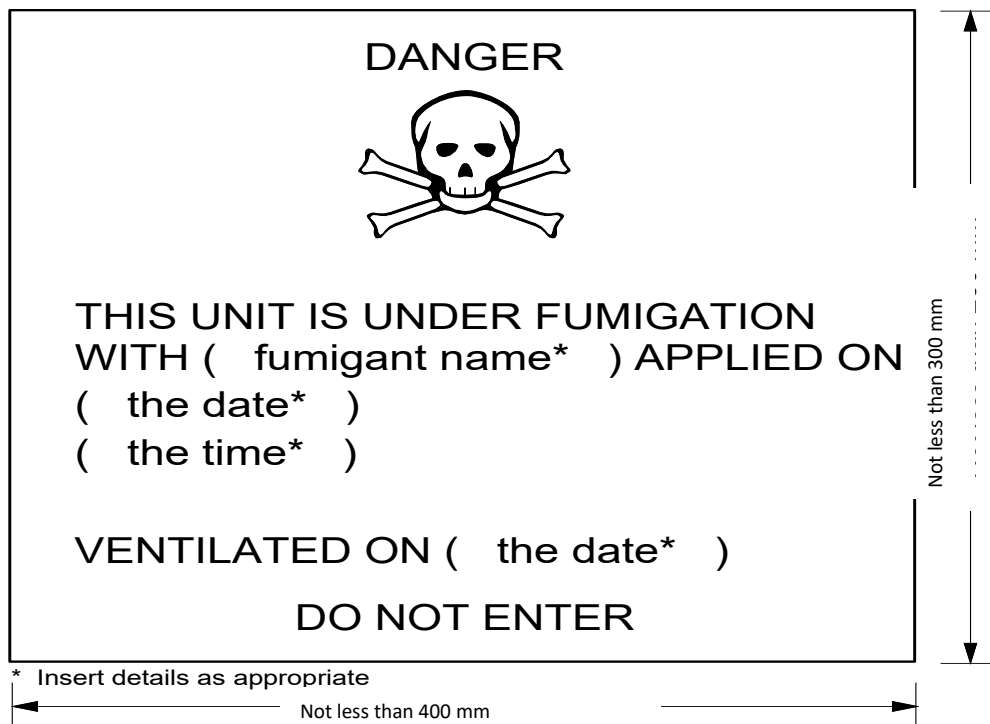 DANGER
THIS UNIT IS UNDER FUMIGATION
WITH ( fumigant name* ) APPLIED ON
( the date* )
( the time* )
VENTILATED ON ( the date* )
DO NOT ENTER
* Insert details as appropriate
Not less than 400 mm
Not less than 300 mm